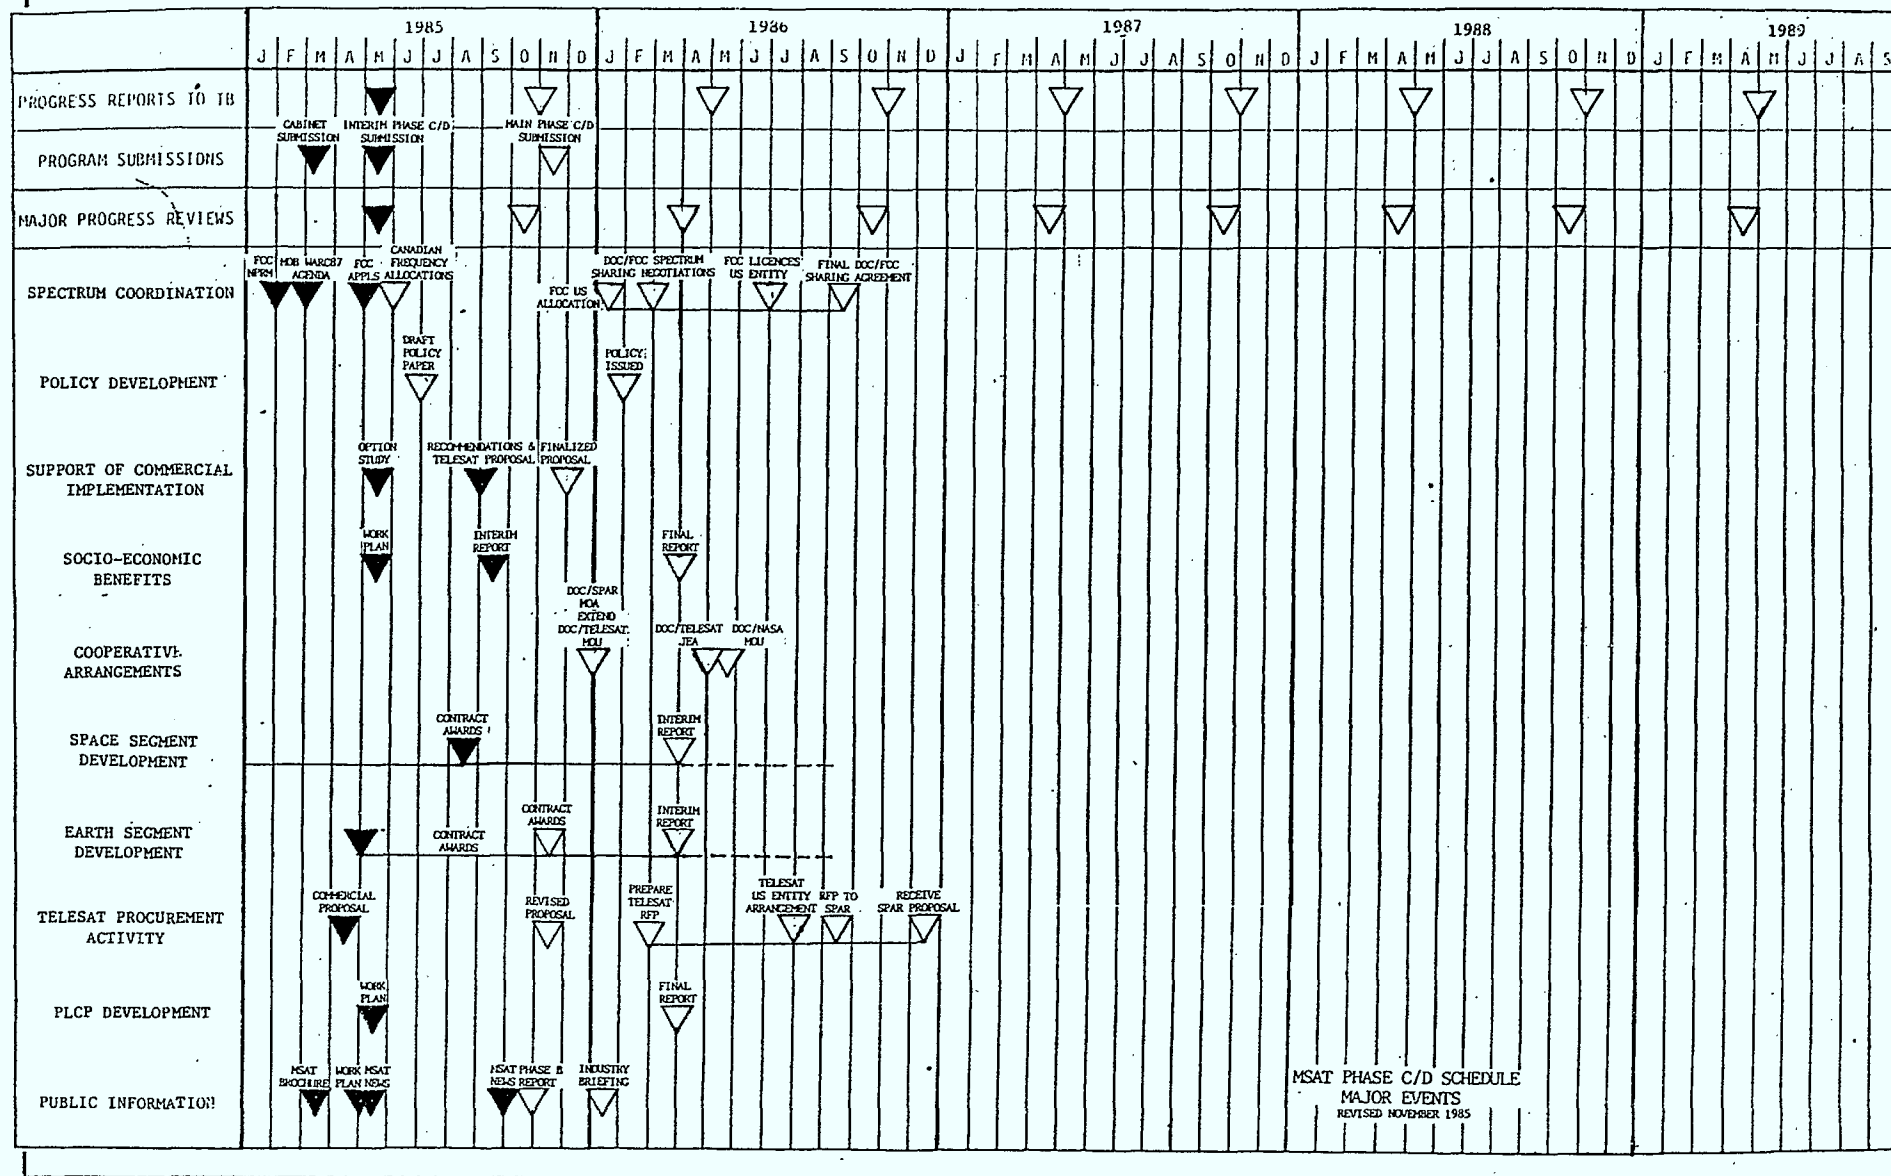 1985 1986 1987 1988 1989
J F M A M J J A S O N D J F M A M J J A S O N D J F M A M J J A S O N D J F M A M J J A S O N D J F M A M J J A S
PROGRESS REPORTS TO TB
CABINET SUBMISSION
INTERIM PHASE C/D SUBMISSION
MAIN PHASE C/D SUBMISSION
PROGRAM SUBMISSIONS
MAJOR PROGRESS REVIEWS
FCC NPRM
MOB WARC87 AGENDA
FCC APPLS
CANADIAN FREQUENCY ALLOCATIONS
FCC US ALLOCATION
DOC/FCC SPECTRUM SHARING NEGOTIATIONS
FCC LICENCES US ENTITY
FINAL DOC/FCC SHARING AGREEMENT
SPECTRUM COORDINATION
DRAFT POLICY PAPER
POLICY ISSUED
POLICY DEVELOPMENT
OPTION STUDY
RECOMMENDATIONS & TELESAT PROPOSAL
FINALIZED PROPOSAL
SUPPORT OF COMMERCIAL
IMPLEMENTATION
WORK PLAN
INTERIM REPORT
FINAL REPORT
SOCIO-ECONOMIC
BENEFITS
DOC/SPAR
MOA
EXTEND
DOC/TELESAT
MOU
DOC/TELESAT JEA
DOC/NASA MOU
COOPERATIVE
ARRANGEMENTS
CONTRACT AWARDS
INTERIM REPORT
SPACE SEGMENT
DEVELOPMENT
CONTRACT AWARDS
CONTRACT AWARDS
INTERIM REPORT
EARTH SEGMENT
DEVELOPMENT
COMMERCIAL PROPOSAL
REVISED PROPOSAL
PREPARE TELESAT RFP
TELESAT US ENTITY ARRANGEMENT
RFP TO SPAR
RECEIVE SPAR PROPOSAL
TELESAT PROCUREMENT
ACTIVITY
WORK PLAN
FINAL REPORT
PLCP DEVELOPMENT
MSAT BROCHURE
WORK PLAN
MSAT NEWS
MSAT NEWS
PHASE B REPORT
INDUSTRY BRIEFING
PUBLIC INFORMATION
MSAT PHASE C/D SCHEDULE
MAJOR EVENTS
REVISED NOVEMBER 1985